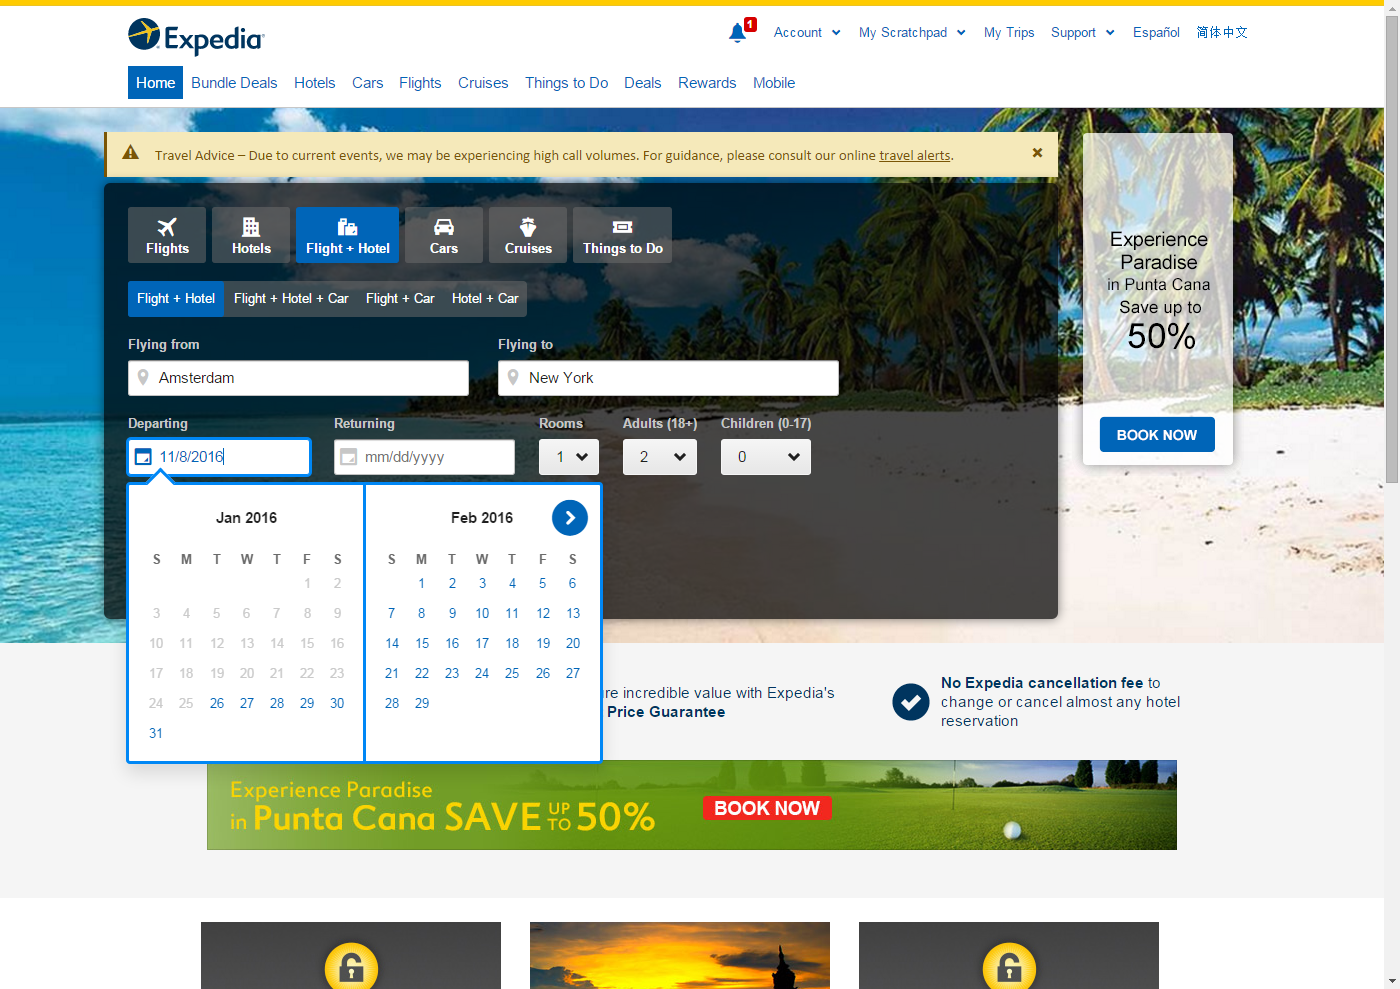 Expedia
1
Account
My Scratchpad
My Trips
Support
Español
简体中文
Home
Bundle Deals
Hotels
Cars
Flights
Cruises
Things to Do
Deals
Rewards
Mobile
Travel Advice – Due to current events, we may be experiencing high call volumes. For guidance, please consult our online travel alerts.
Flights
Hotels
Flight + Hotel
Cars
Cruises
Things to Do
Flight + Hotel
Flight + Hotel + Car
Flight + Car
Hotel + Car
Flying from
Flying to
Amsterdam
New York
Departing
Returning
Rooms
Adults (18+)
Children (0-17)
11/8/2016
mm/dd/yyyy
1
2
0
Jan 2016
S M T W T F S
1 2
3 4 5 6 7 8 9
10 11 12 13 14 15 16
17 18 19 20 21 22 23
24 25 26 27 28 29 30
31
Feb 2016
S M T W T F S
1 2 3 4 5 6
7 8 9 10 11 12 13
14 15 16 17 18 19 20
21 22 23 24 25 26 27
28 29
Experience
Paradise
in Punta Cana
Save up to
50%
BOOK NOW
re incredible value with Expedia's
Price Guarantee
No Expedia cancellation fee to
change or cancel almost any hotel
reservation
Experience Paradise
in Punta Cana SAVE UP TO 50%
BOOK NOW